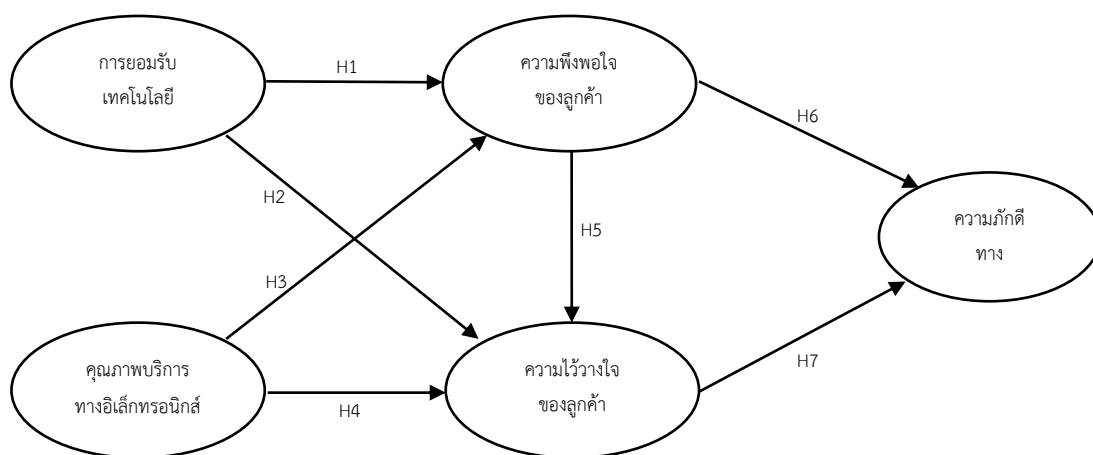 การยอมรับ
เทคโนโลยี
H1
ความพึงพอใจ
ของลูกค้า
H6
H2
H5
ความภักดี
ทาง
H3
คุณภาพบริการ
ทางอิเล็กทรอนิกส์
H4
ความไว้วางใจ
ของลูกค้า
H7